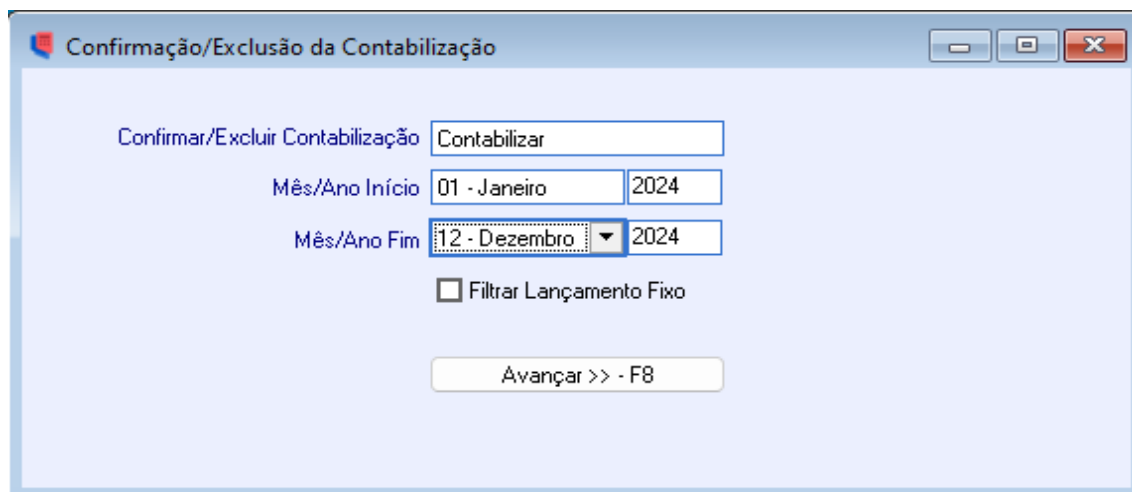 Confirmação/Exclusão da Contabilização
Confirmar/Excluir Contabilização Contabilizar
Mês/Ano Início 01 - Janeiro 2024
Mês/Ano Fim 12 - Dezembro 2024
Filtrar Lançamento Fixo
Avançar >> - F8